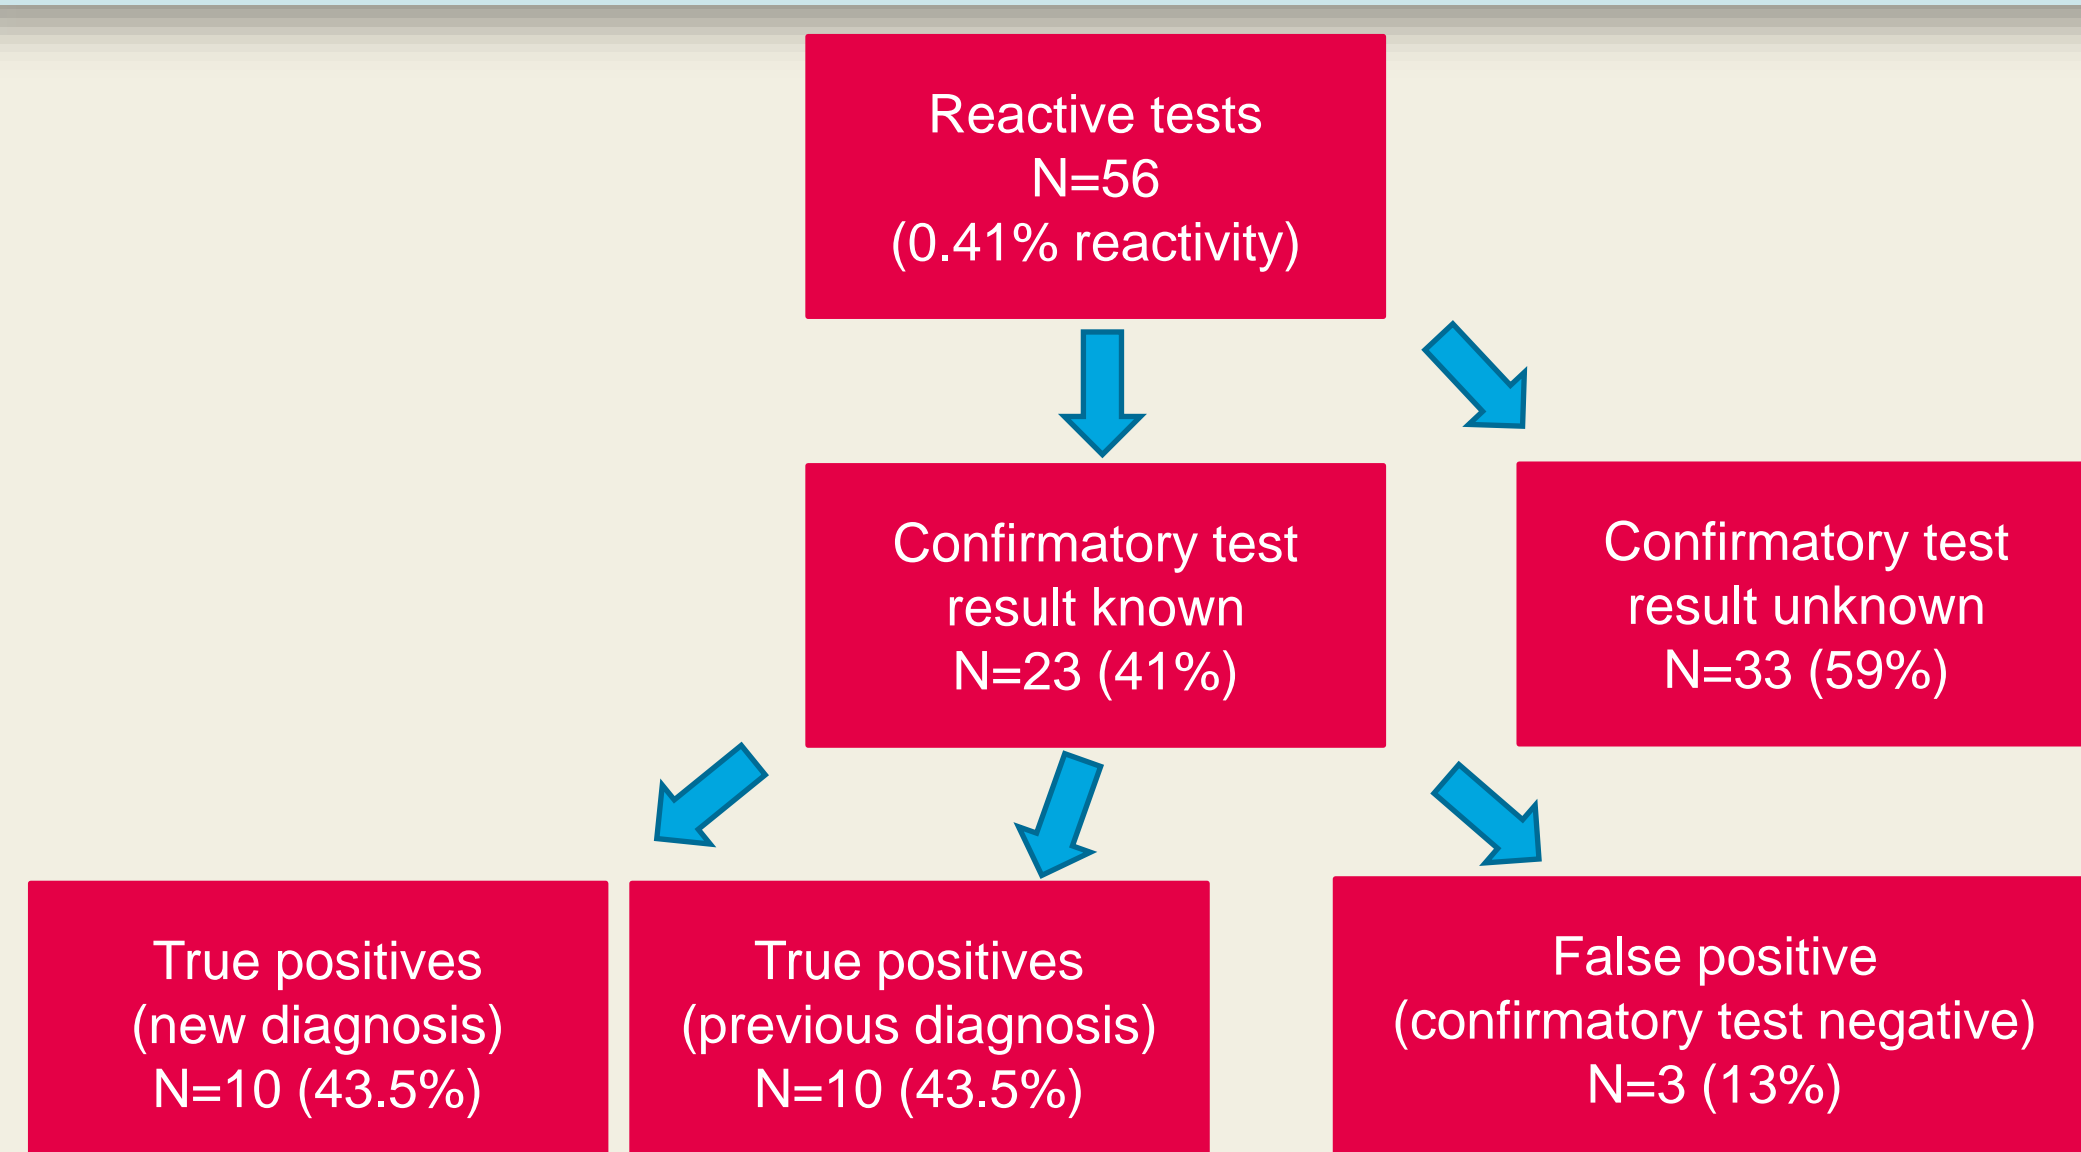 Reactive tests
N=56
(0.41% reactivity)
Confirmatory test
result known
N=23 (41%)
Confirmatory test
result unknown
N=33 (59%)
True positives
(new diagnosis)
N=10 (43.5%)
True positives
(previous diagnosis)
N=10 (43.5%)
False positive
(confirmatory test negative)
N=3 (13%)